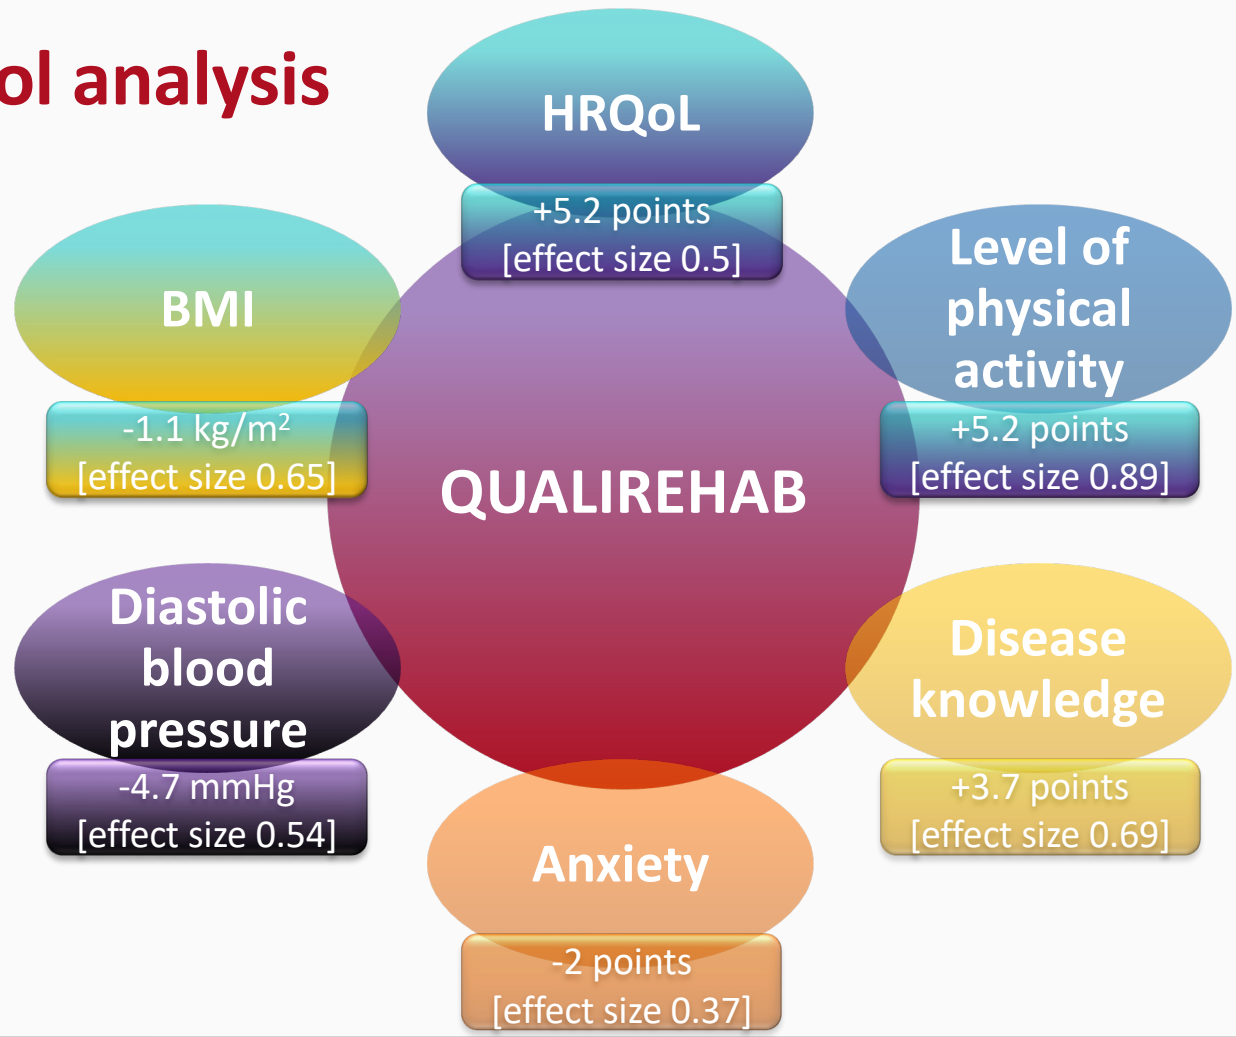 ol analysis
HRQoL
+5.2 points
[effect size 0.5]
Level of
physical
activity
+5.2 points
[effect size 0.89]
BMI
-1.1 kg/m²
[effect size 0.65]
QUALIREHAB
Diastolic
blood
pressure
-4.7 mmHg
[effect size 0.54]
Disease
knowledge
+3.7 points
[effect size 0.69]
Anxiety
-2 points
[effect size 0.37]